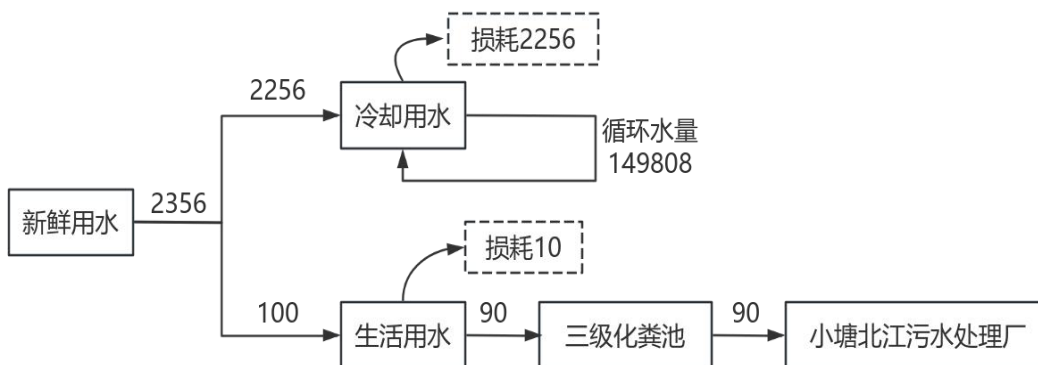 损耗2256
2256
冷却用水
循环水量
149808
新鲜用水
2356
损耗10
100
生活用水
90
三级化粪池
90
小塘北江污水处理厂